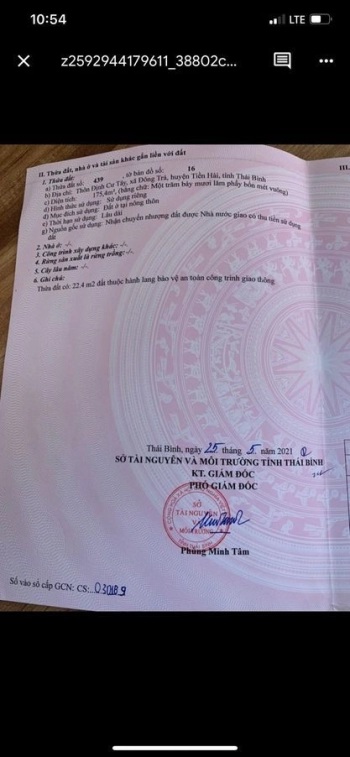 10:54
LTE
z2592944179611_38802c...
II. Thửa đất, nhà ở và tài sản khác gắn liền với đất
III.
1. Thửa đất:
a) Thửa đất số: 439 , tờ bản đồ số: 16
b) Địa chỉ: Thôn Định Cư Tây, xã Đông Trà, huyện Tiền Hải, tỉnh Thái Bình
c) Diện tích: 175,4m², (bằng chữ: Một trăm bảy mươi lăm phẩy bốn mét vuông)
d) Hình thức sử dụng: Sử dụng riêng
đ) Mục đích sử dụng: Đất ở tại nông thôn
e) Thời hạn sử dụng: Lâu dài
g) Nguồn gốc sử dụng: Nhận chuyển nhượng đất được Nhà nước giao có thu tiền sử dụng
đất
2. Nhà ở: -/-
3. Công trình xây dựng khác: -/-
4. Rừng sản xuất là rừng trồng: -/-
5. Cây lâu năm: -/-
6. Ghi chú:
Thửa đất có: 22.4 m2 đất thuộc hành lang bảo vệ an toàn công trình giao thông
Thái Bình, ngày 25 tháng 5 năm 2021
SỞ TÀI NGUYÊN VÀ MÔI TRƯỜNG TỈNH THÁI BÌNH
KT. GIÁM ĐỐC
PHÓ GIÁM ĐỐC
SỞ
TÀI NGUYÊN
VÀ
MÔI TRƯỜNG
Phùng Minh Tâm
Số vào sổ cấp GCN: CS:...03089